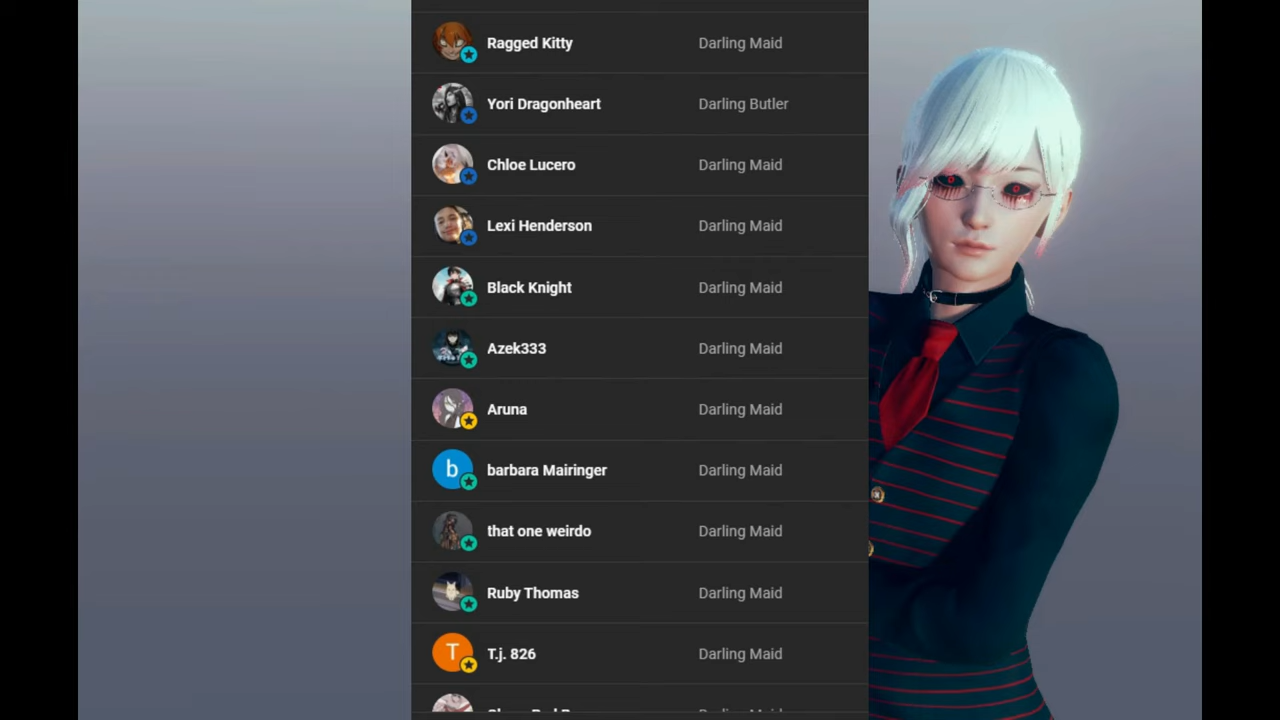 Ragged Kitty Darling Maid
Yori Dragonheart Darling Butler
Chloe Lucero Darling Maid
Lexi Henderson Darling Maid
Black Knight Darling Maid
Azek333 Darling Maid
Aruna Darling Maid
b barbara Mairinger Darling Maid
that one weirdo Darling Maid
Ruby Thomas Darling Maid
T T.j. 826 Darling Maid